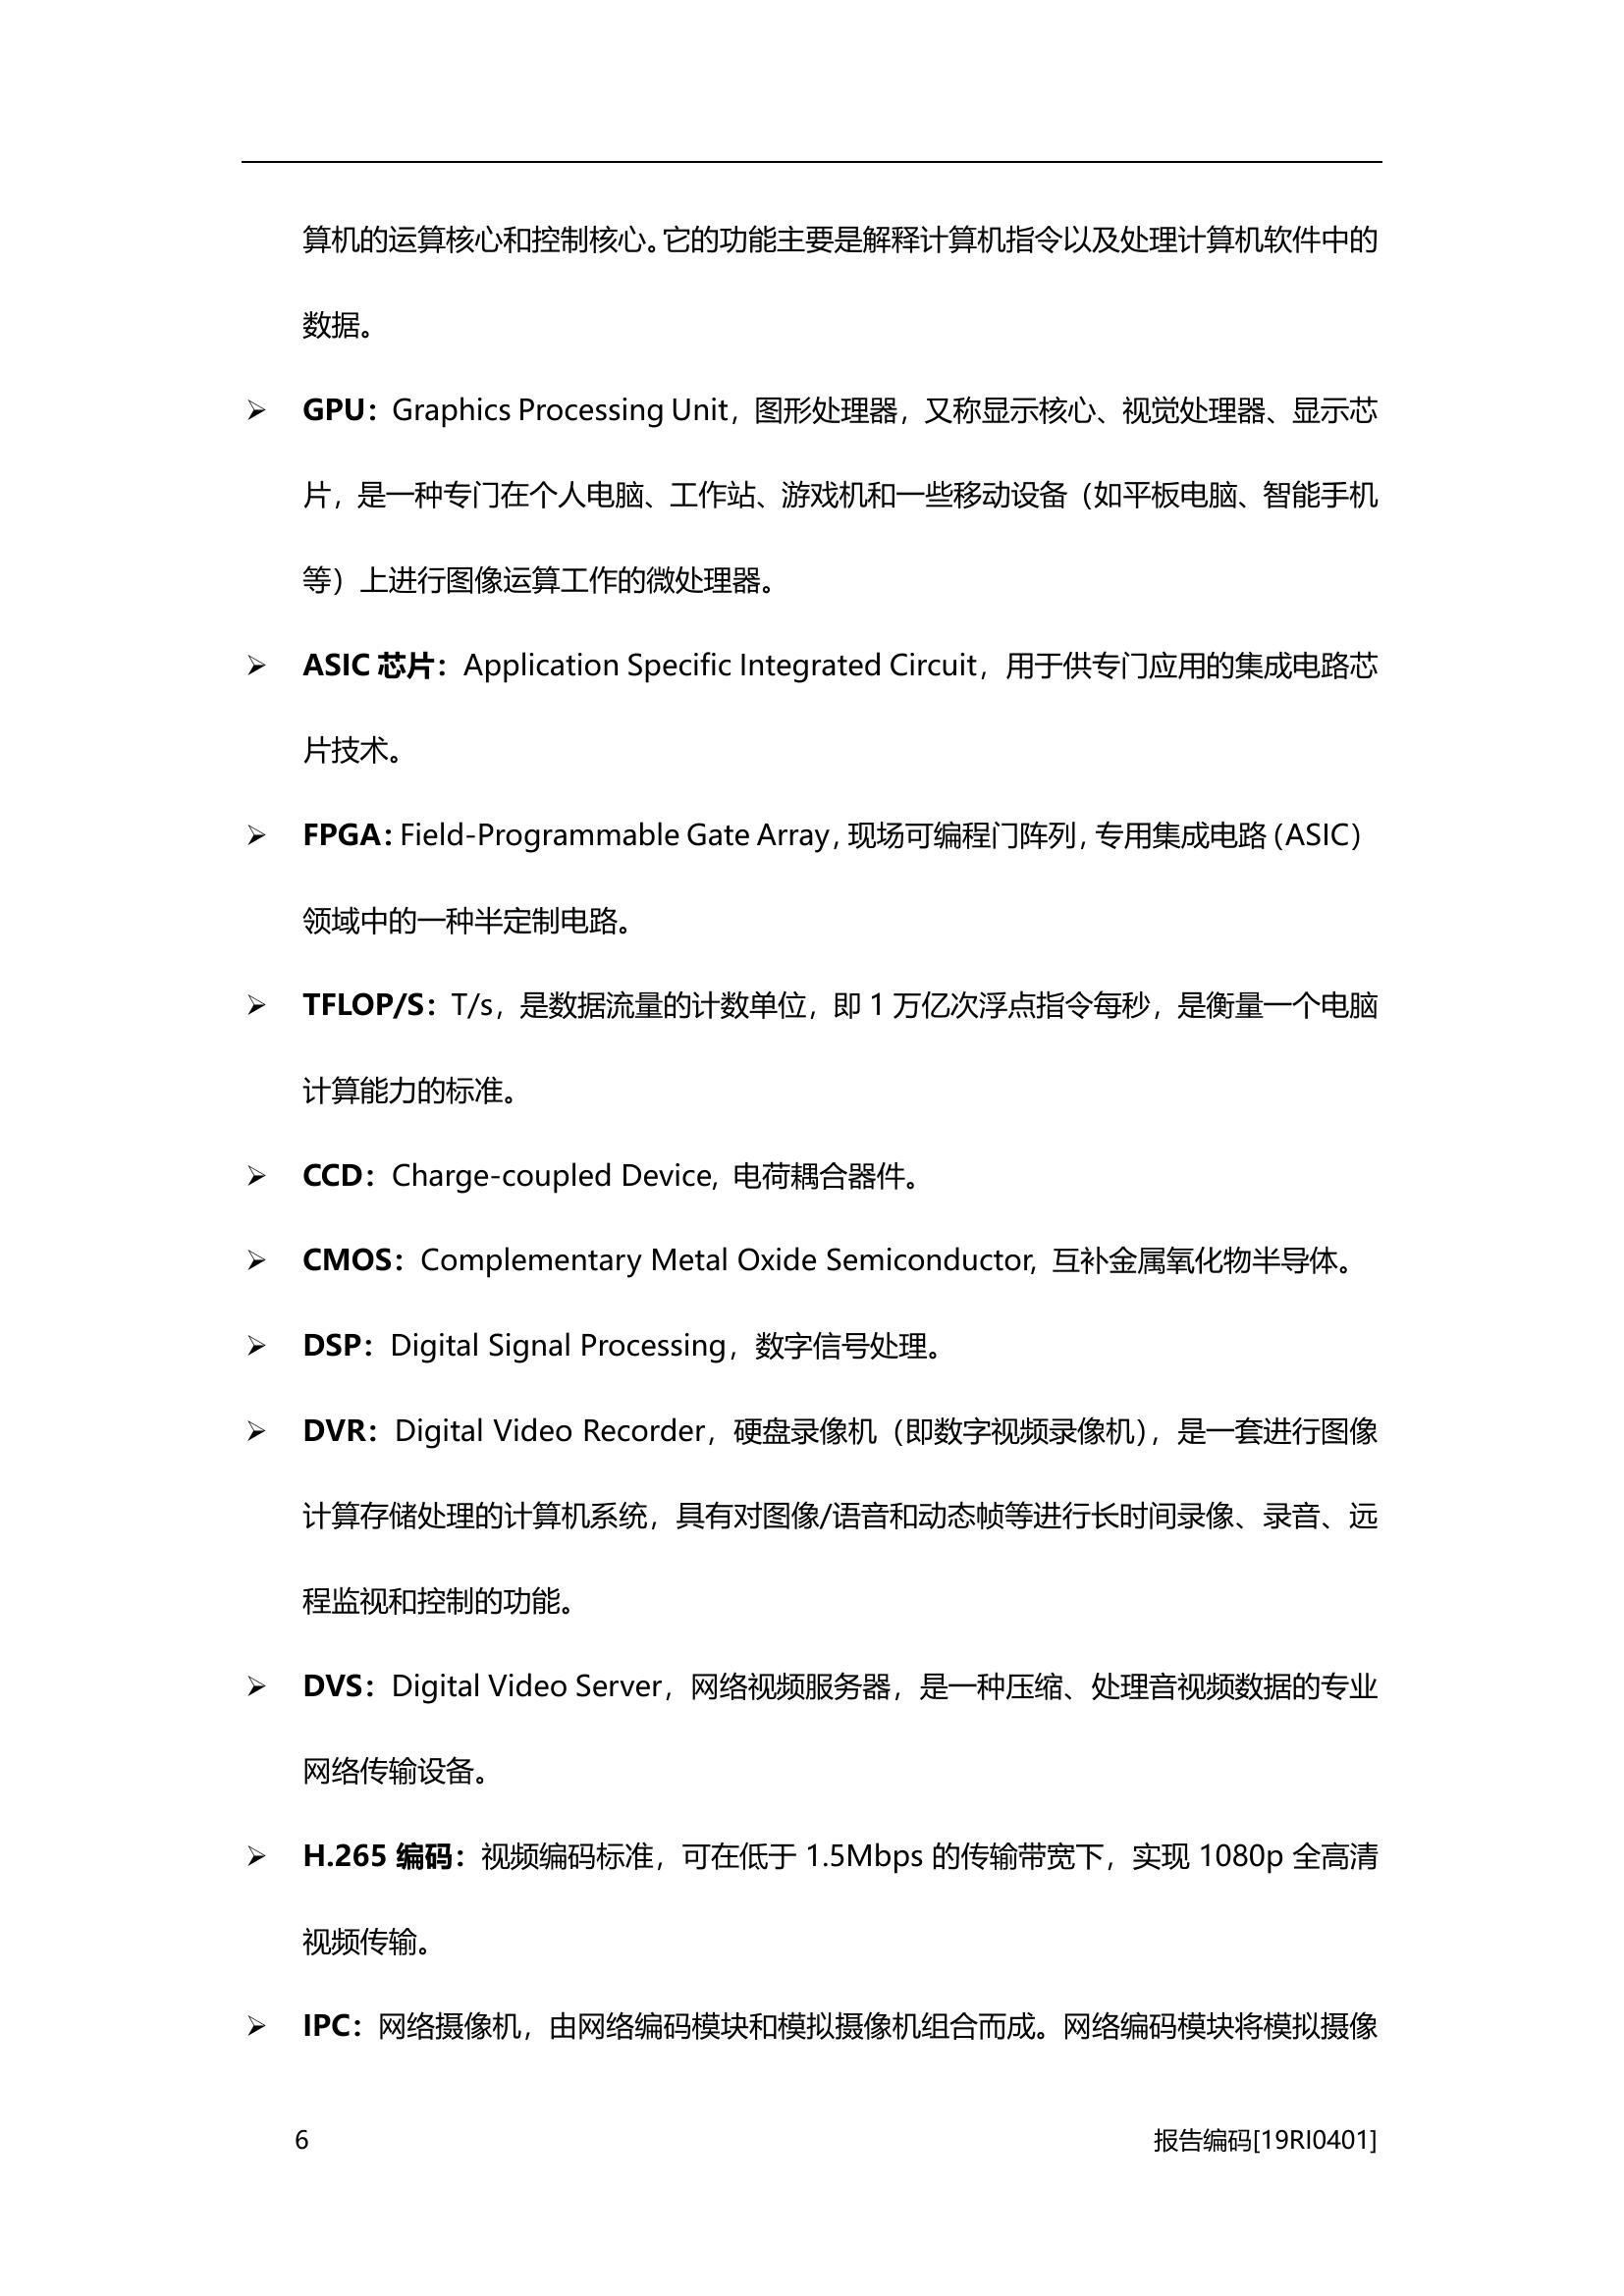 算机的运算核心和控制核心。它的功能主要是解释计算机指令以及处理计算机软件中的
数据。
➢ GPU：Graphics Processing Unit，图形处理器，又称显示核心、视觉处理器、显示芯
片，是一种专门在个人电脑、工作站、游戏机和一些移动设备（如平板电脑、智能手机
等）上进行图像运算工作的微处理器。
➢ ASIC 芯片：Application Specific Integrated Circuit，用于供专门应用的集成电路芯
片技术。
➢ FPGA：Field-Programmable Gate Array，现场可编程门阵列，专用集成电路（ASIC）
领域中的一种半定制电路。
➢ TFLOP/S：T/s，是数据流量的计数单位，即 1 万亿次浮点指令每秒，是衡量一个电脑
计算能力的标准。
➢ CCD：Charge-coupled Device, 电荷耦合器件。
➢ CMOS：Complementary Metal Oxide Semiconductor, 互补金属氧化物半导体。
➢ DSP：Digital Signal Processing，数字信号处理。
➢ DVR：Digital Video Recorder，硬盘录像机（即数字视频录像机），是一套进行图像
计算存储处理的计算机系统，具有对图像/语音和动态帧等进行长时间录像、录音、远
程监视和控制的功能。
➢ DVS：Digital Video Server，网络视频服务器，是一种压缩、处理音视频数据的专业
网络传输设备。
➢ H.265 编码：视频编码标准，可在低于 1.5Mbps 的传输带宽下，实现 1080p 全高清
视频传输。
➢ IPC：网络摄像机，由网络编码模块和模拟摄像机组合而成。网络编码模块将模拟摄像
6 报告编码[19RI0401]